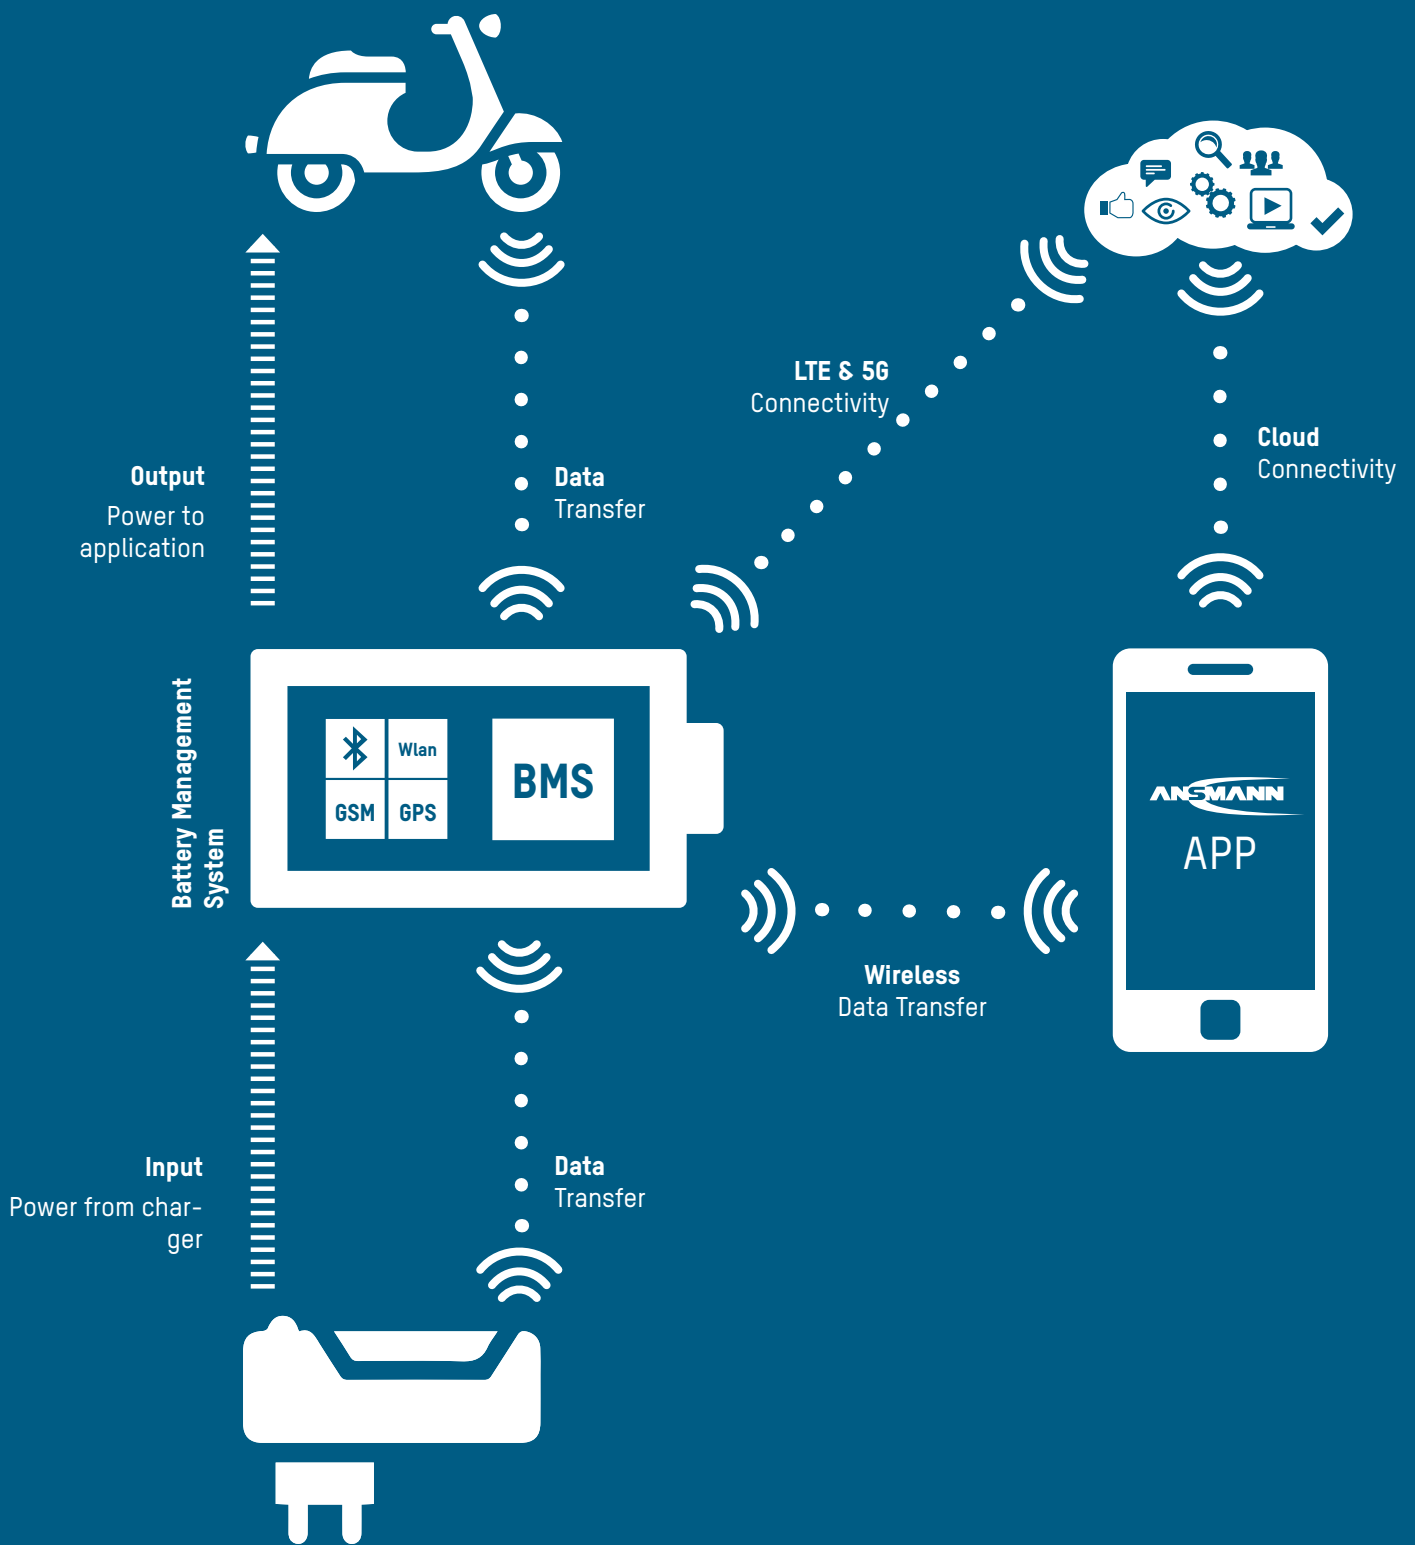 LTE & 5G
Connectivity
Cloud
Connectivity
Output
Power to
application
Data
Transfer
Battery Management
System
Wlan
GSM
GPS
BMS
ANSMANN
APP
Wireless
Data Transfer
Input
Power from char-
ger
Data
Transfer